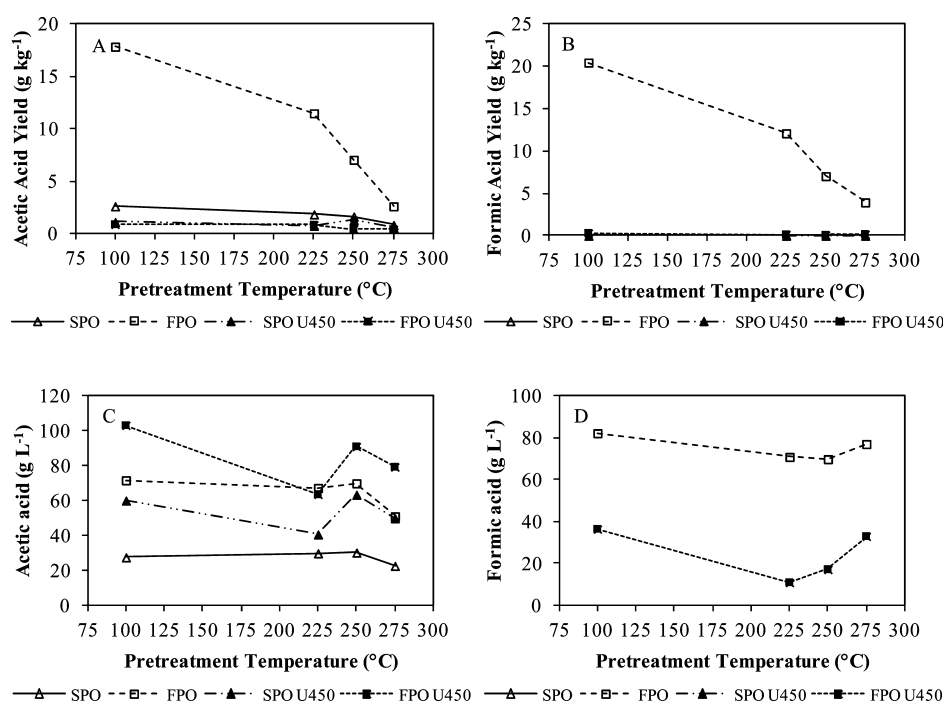 A
Acetic Acid Yield (g kg-1)
20
15
10
5
0
75 100 125 150 175 200 225 250 275 300
Pretreatment Temperature (°C)
SPO FPO SPO U450 FPO U450
B
Formic Acid Yield (g kg-1)
25
20
15
10
5
0
75 100 125 150 175 200 225 250 275 300
Pretreatment Temperature (°C)
SPO FPO SPO U450 FPO U450
C
Acetic acid (g L-1)
120
100
80
60
40
20
0
75 100 125 150 175 200 225 250 275 300
Pretreatment Temperature (°C)
SPO FPO SPO U450 FPO U450
D
Formic acid (g L-1)
100
80
60
40
20
0
75 100 125 150 175 200 225 250 275 300
Pretreatment Temperature (°C)
SPO FPO SPO U450 FPO U450